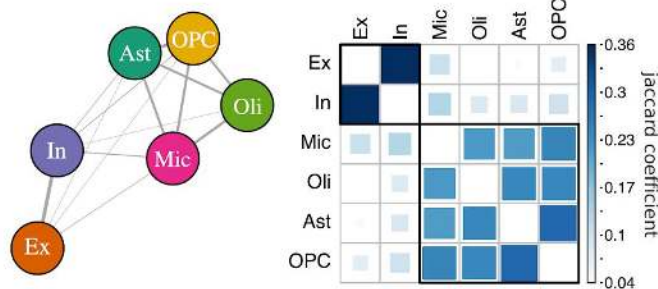 Ast
OPC
Oli
In
Mic
Ex
Ex
In
Mic
Oli
Ast
OPC
Ex
In
Mic
Oli
Ast
OPC
0.36
0.3
0.23
0.17
0.1
0.04
jaccard coefficient